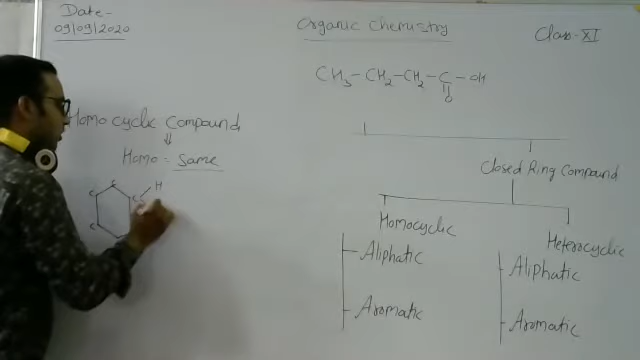 Date-
09/09/2020
Organic Chemistry
Class-XI
CH3-CH2-CH2-C-OH
O
Homocyclic Compound
Homo = Same
C C C C
H
Closed Ring Compound
Homocyclic
Heterocyclic
Aliphatic
Aliphatic
Aromatic
Aromatic